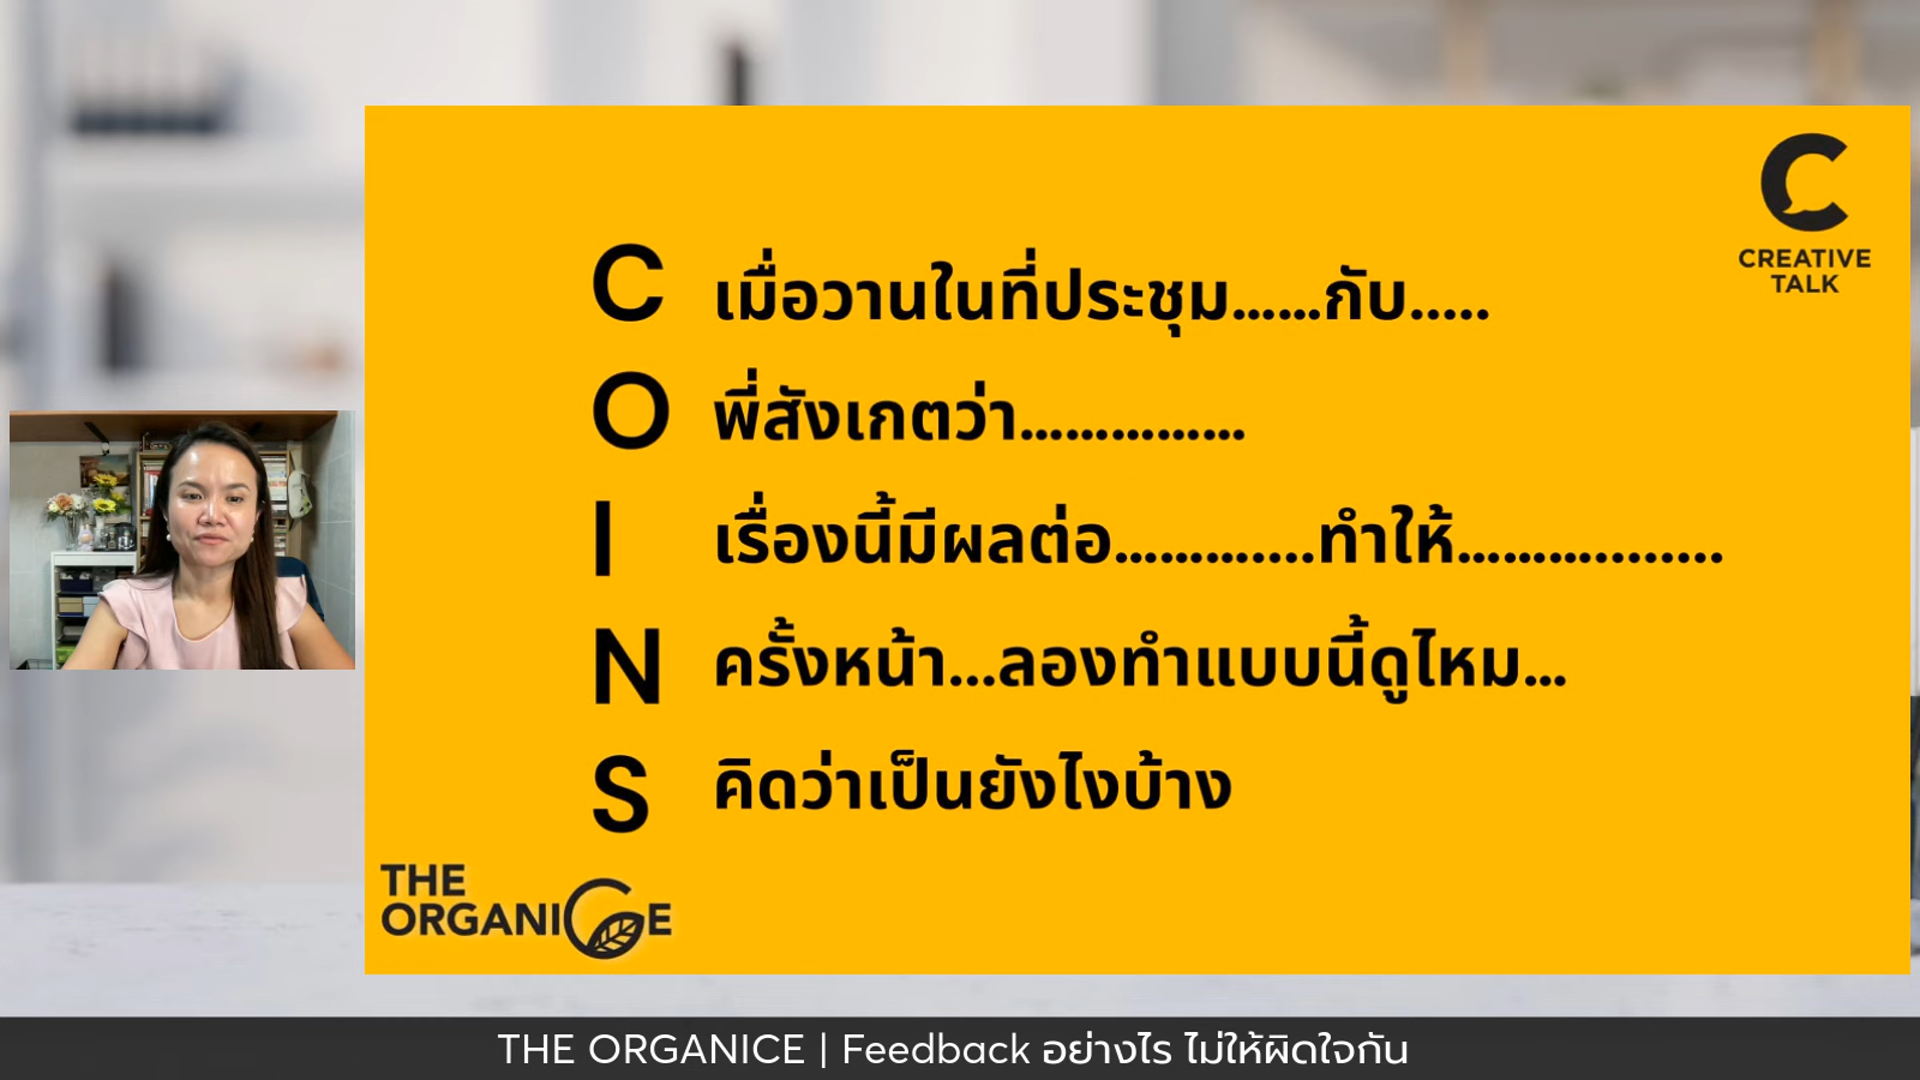 CREATIVE
TALK
C เมื่อวานในที่ประชุม......กับ.....
O พี่สังเกตว่า...............
I เรื่องนี้มีผลต่อ.............ทำให้.................
N ครั้งหน้า...ลองทำแบบนี้ดูไหม...
S คิดว่าเป็นยังไงบ้าง
THE
ORGANICE
THE ORGANICE | Feedback อย่างไร ไม่ให้ผิดใจกัน